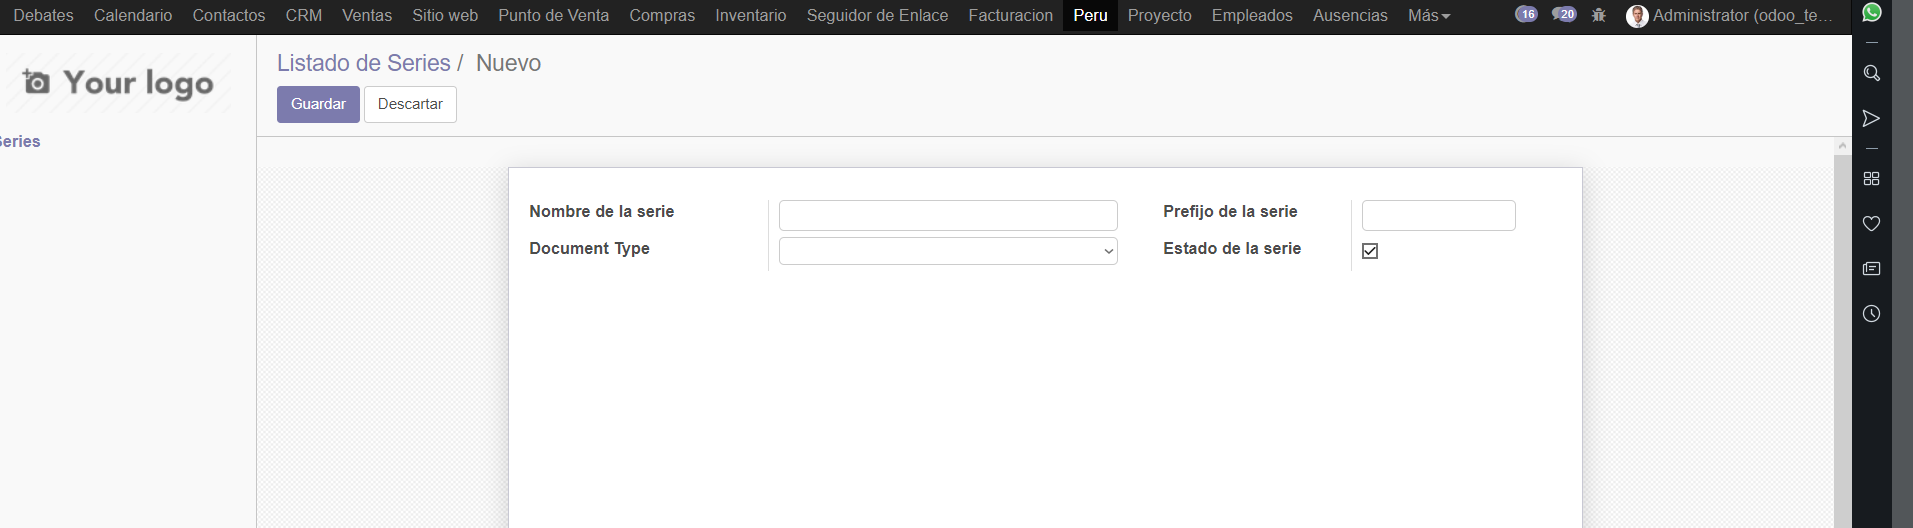 Debates Calendario Contactos CRM Ventas Sitio web Punto de Venta Compras Inventario Seguidor de Enlace Facturacion Peru Proyecto Empleados Ausencias Más 16 20 Administrator (odoo_te...
Your logo
Listado de Series / Nuevo
Guardar Descartar
eries
Nombre de la serie Prefijo de la serie
Document Type Estado de la serie